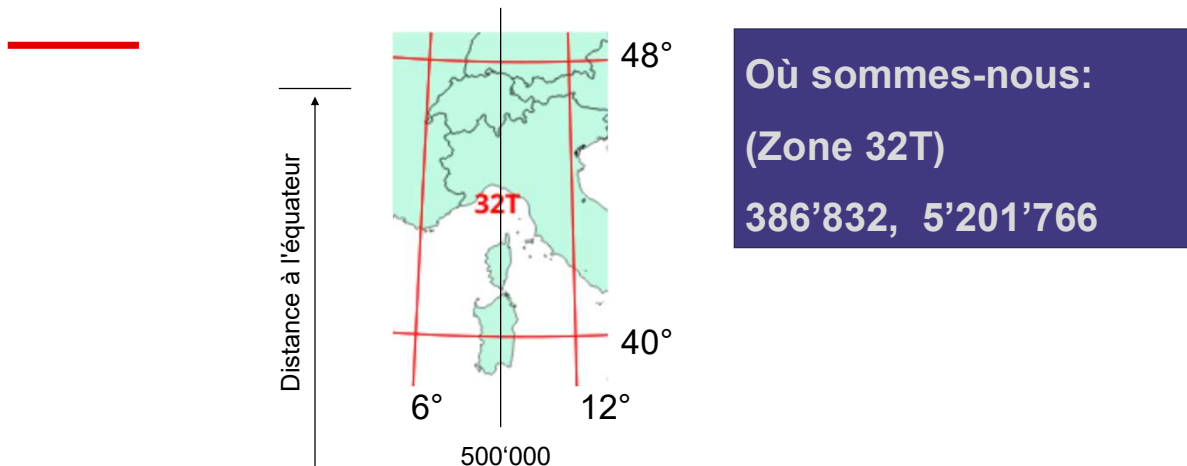 48°
Où sommes-nous:
(Zone 32T)
386’832, 5’201’766
Distance à l'équateur
32T
40°
6°
12°
500‘000